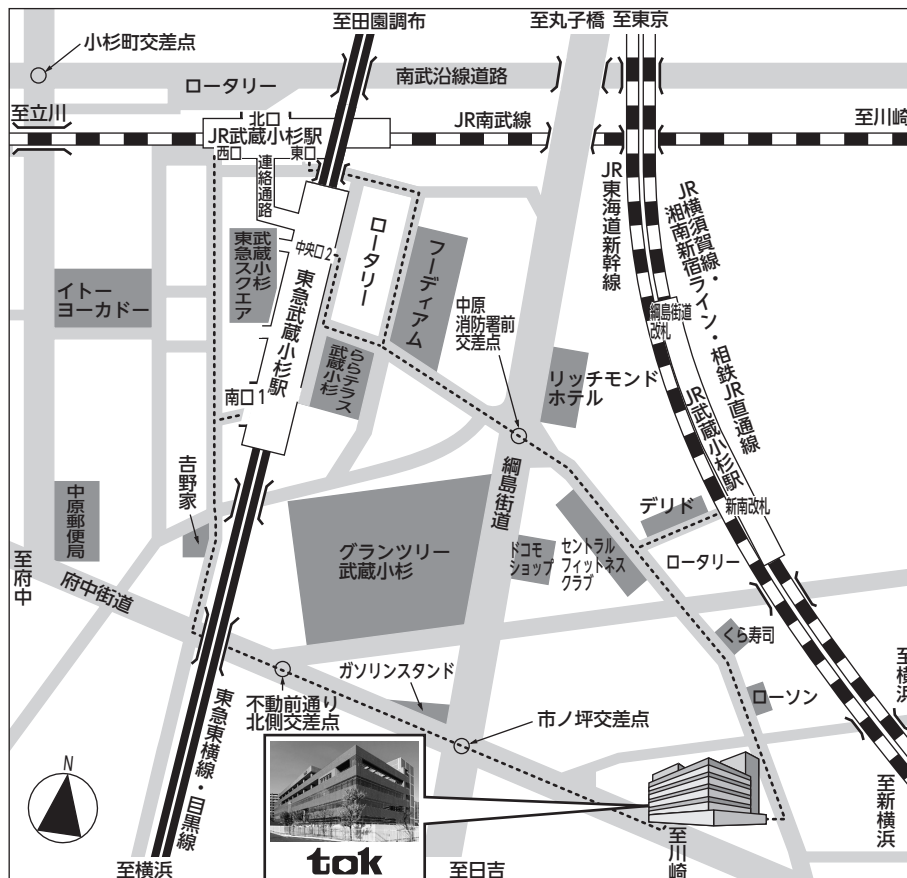 至田園調布
至丸子橋
至東京
小杉町交差点
ロータリー
南武沿線道路
至立川
北口
JR武蔵小杉駅
西口
東口
JR南武線
至川崎
連絡通路
JR東海道新幹線
JR横須賀線・
湘南新宿ライン・相鉄JR直通線
武蔵小杉
東急スクエア
中央口2
東急武蔵小杉駅
ロータリー
フーディアム
中原
消防署前
交差点
綱島街道
改札
イトー
ヨーカドー
ららテラス
武蔵小杉
リッチモンド
ホテル
南口1
JR武蔵小杉駅
吉野家
綱島街道
中原
郵便局
デリド
新南改札
グランツリー
武蔵小杉
ドコモ
ショップ
セントラル
フィットネス
クラブ
ロータリー
至府中
府中街道
くら寿司
ガソリンスタンド
ローソン
至横浜
不動前通り
北側交差点
市ノ坪交差点
東急東横線・目黒線
N
至新横浜
tok
至横浜
至日吉
至川崎